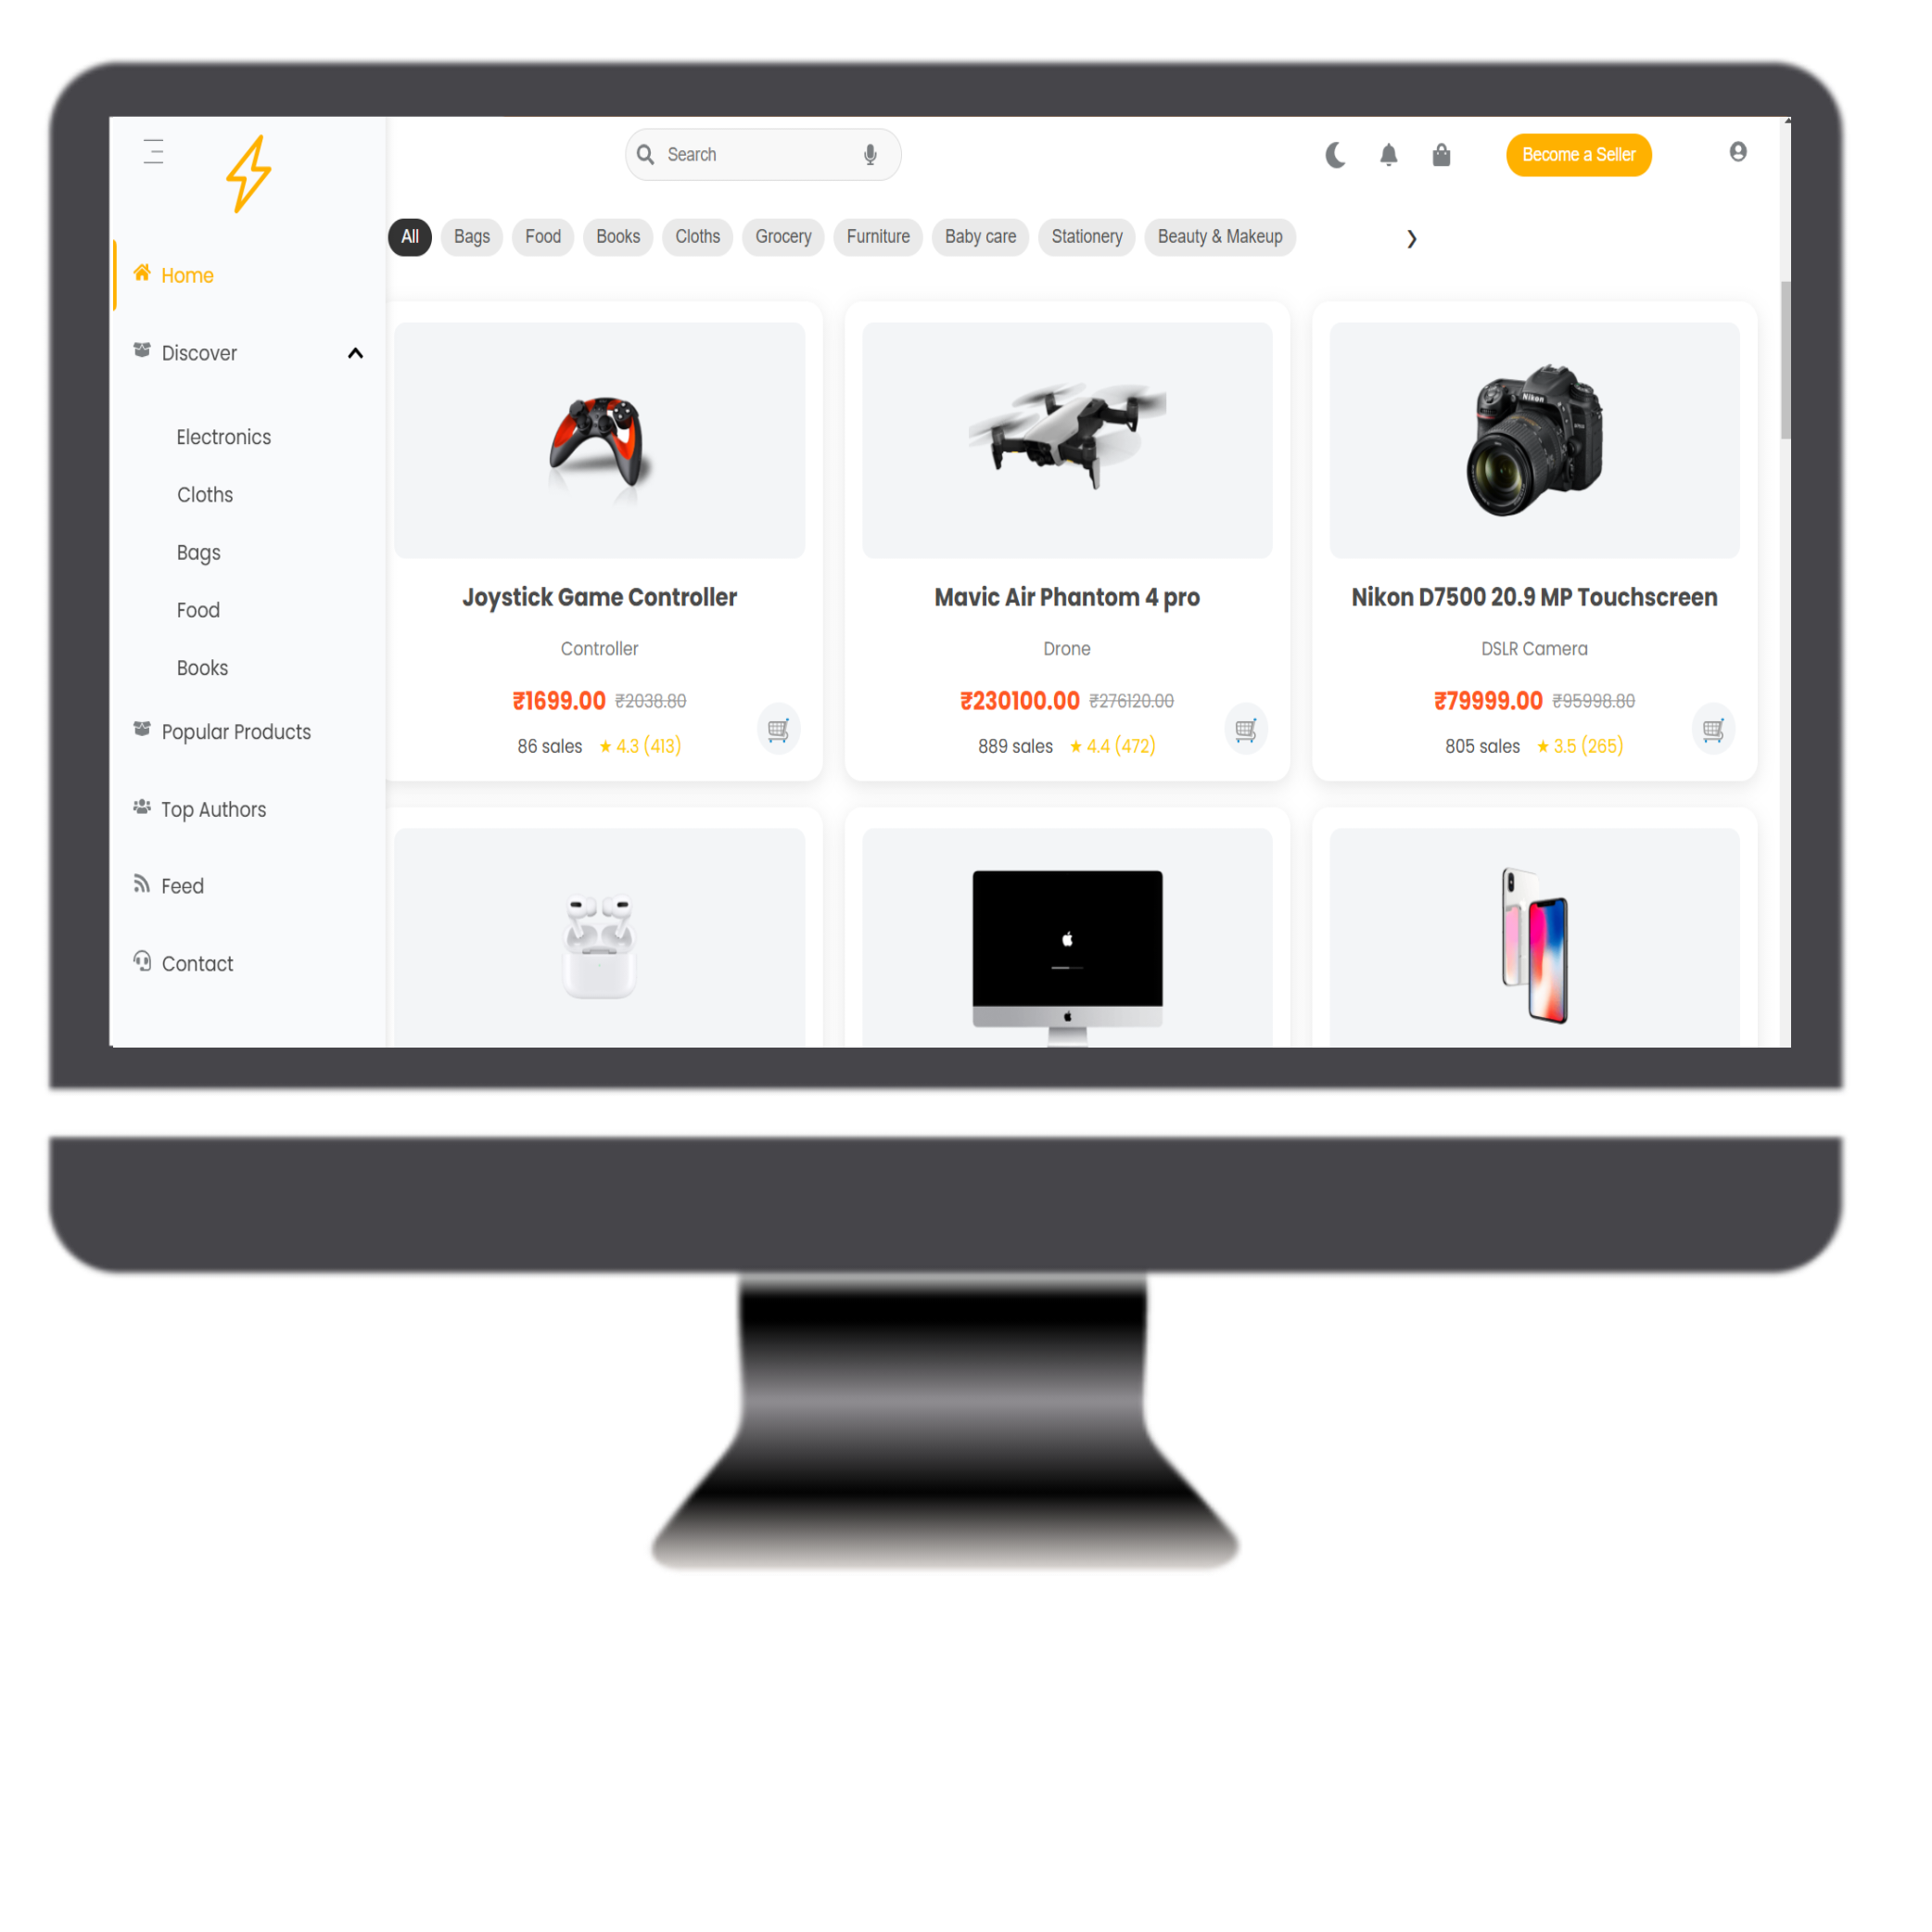 Search
Become a Seller
All Bags Food Books Cloths Grocery Furniture Baby care Stationery Beauty & Makeup
Home
Discover
Electronics
Cloths
Bags
Food
Books
Popular Products
Top Authors
Feed
Contact
Joystick Game Controller
Controller
₹1699.00 ₹2038.80
86 sales ★ 4.3 (413)
Mavic Air Phantom 4 pro
Drone
₹230100.00 ₹276120.00
889 sales ★ 4.4 (472)
Nikon
Nikon D7500 20.9 MP Touchscreen
DSLR Camera
₹79999.00 ₹95998.80
805 sales ★ 3.5 (265)